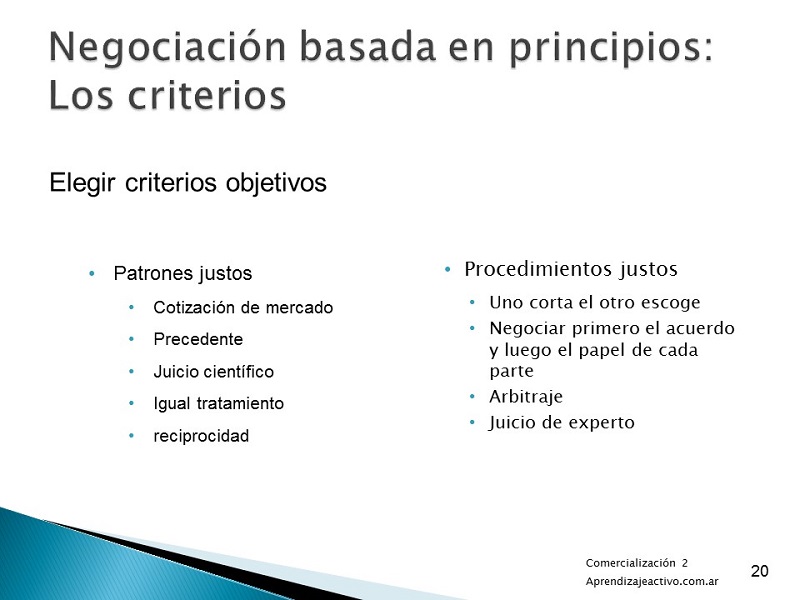 Negociación basada en principios:
Los criterios
Elegir criterios objetivos
• Patrones justos
• Cotización de mercado
• Precedente
• Juicio científico
• Igual tratamiento
• reciprocidad
• Procedimientos justos
• Uno corta el otro escoge
• Negociar primero el acuerdo
y luego el papel de cada
parte
• Arbitraje
• Juicio de experto
Comercialización 2
Aprendizajeactivo.com.ar
20